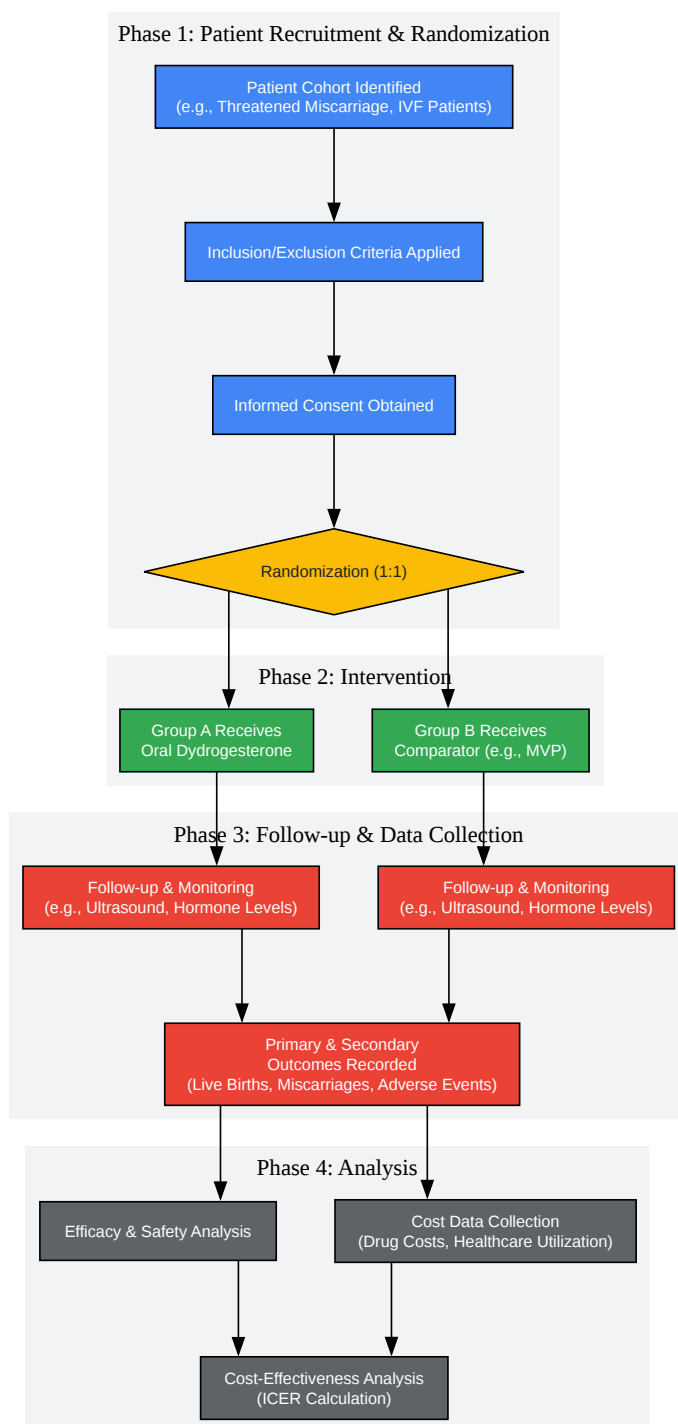 Phase 1: Patient Recruitment & Randomization
Patient Cohort Identified
(e.g., Threatened Miscarriage, IVF Patients)
Inclusion/Exclusion Criteria Applied
Informed Consent Obtained
Randomization (1:1)
Phase 2: Intervention
Group A Receives
Oral Dydrogesterone
Group B Receives
Comparator (e.g., MVP)
Phase 3: Follow-up & Data Collection
Follow-up & Monitoring
(e.g., Ultrasound, Hormone Levels)
Follow-up & Monitoring
(e.g., Ultrasound, Hormone Levels)
Primary & Secondary
Outcomes Recorded
(Live Births, Miscarriages, Adverse Events)
Phase 4: Analysis
Efficacy & Safety Analysis
Cost Data Collection
(Drug Costs, Healthcare Utilization)
Cost-Effectiveness Analysis
(ICER Calculation)